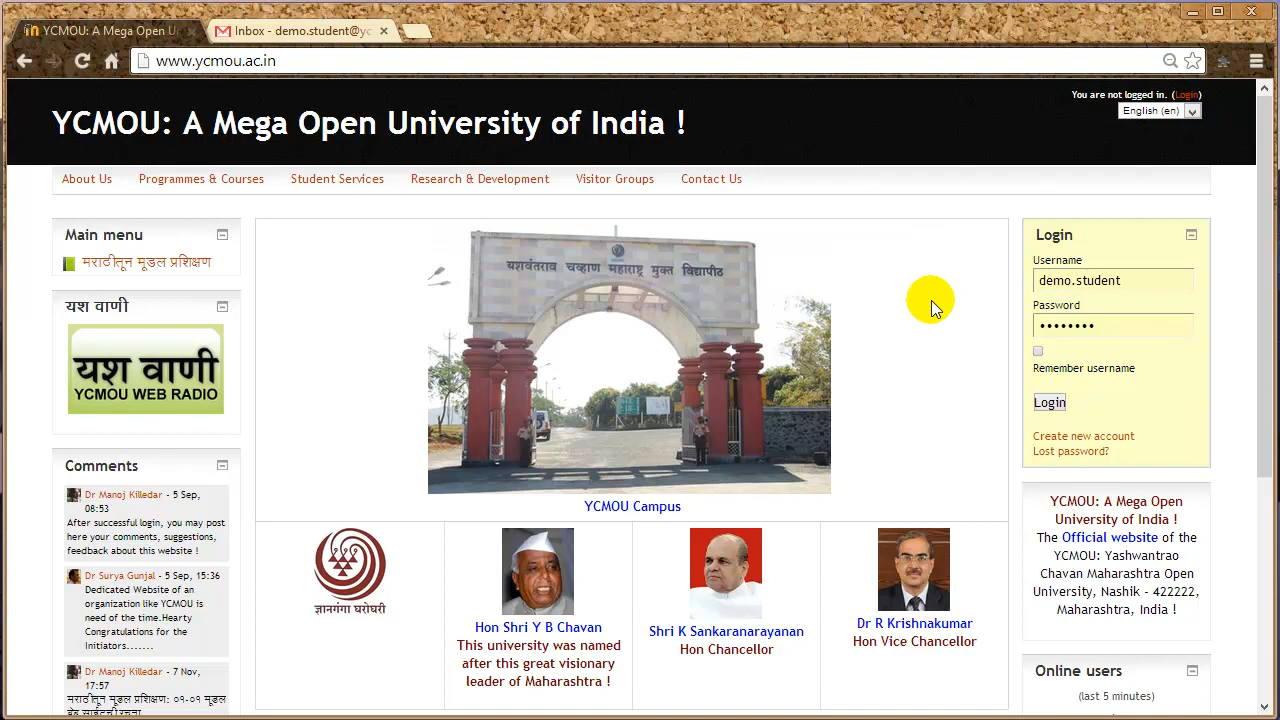 YCMOU: A Mega Open U
Inbox - demo.student@yc
www.ycmou.ac.in
You are not logged in. (Login)
English (en)
YCMOU: A Mega Open University of India !
About Us
Programmes & Courses
Student Services
Research & Development
Visitor Groups
Contact Us
Main menu
मराठीतून मूडल प्रशिक्षण
यश वाणी
यश वाणी
YCMOU WEB RADIO
Comments
Dr Manoj Killedar - 5 Sep,
08:53
After successful login, you may post
here your comments, suggestions,
feedback about this website !
Dr Surya Gunjal - 5 Sep, 15:36
Dedicated Website of an
organization like YCMOU is
need of the time.Hearty
Congratulations for the
Initiators.......
Dr Manoj Killedar - 7 Nov,
17:57
मराठीतून मूडल प्रशिक्षण: ०१-०१ मूडल
यशवंतराव चव्हाण महाराष्ट्र मुक्त विद्यापीठ
YCMOU Campus
ज्ञानगंगा घरोघरी
Hon Shri Y B Chavan
This university was named
after this great visionary
leader of Maharashtra !
Shri K Sankaranarayanan
Hon Chancellor
Dr R Krishnakumar
Hon Vice Chancellor
Login
Username
demo.student
Password
••••••••
Remember username
Login
Create new account
Lost password?
YCMOU: A Mega Open
University of India !
The Official website of the
YCMOU: Yashwantrao
Chavan Maharashtra Open
University, Nashik - 422222,
Maharashtra, India !
Online users
(last 5 minutes)